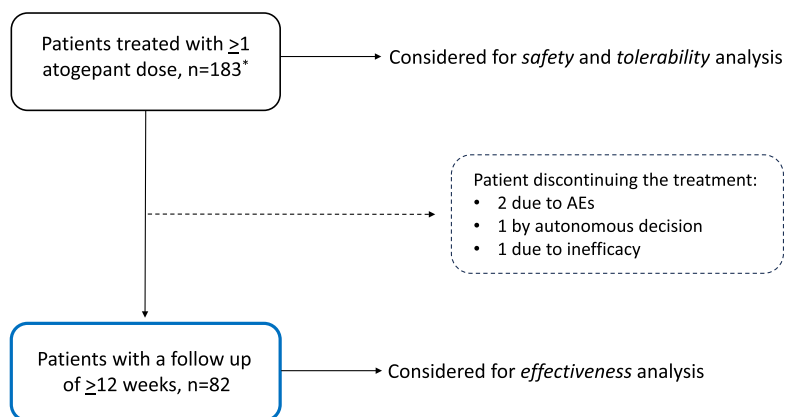 Patients treated with ≥1
atogepant dose, n=183*
Considered for safety and tolerability analysis
Patient discontinuing the treatment:
• 2 due to AEs
• 1 by autonomous decision
• 1 due to inefficacy
Patients with a follow up
of ≥12 weeks, n=82
Considered for effectiveness analysis